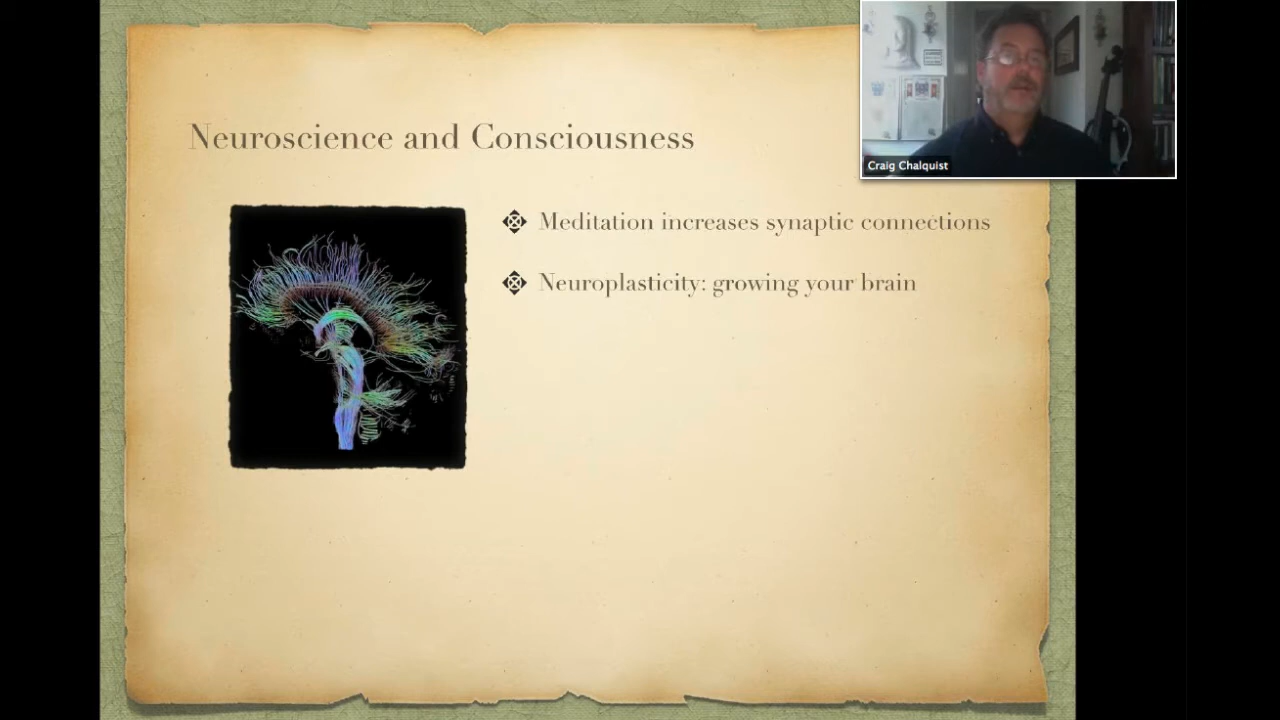 Neuroscience and Consciousness
Craig Chalquist
Meditation increases synaptic connections
Neuroplasticity: growing your brain